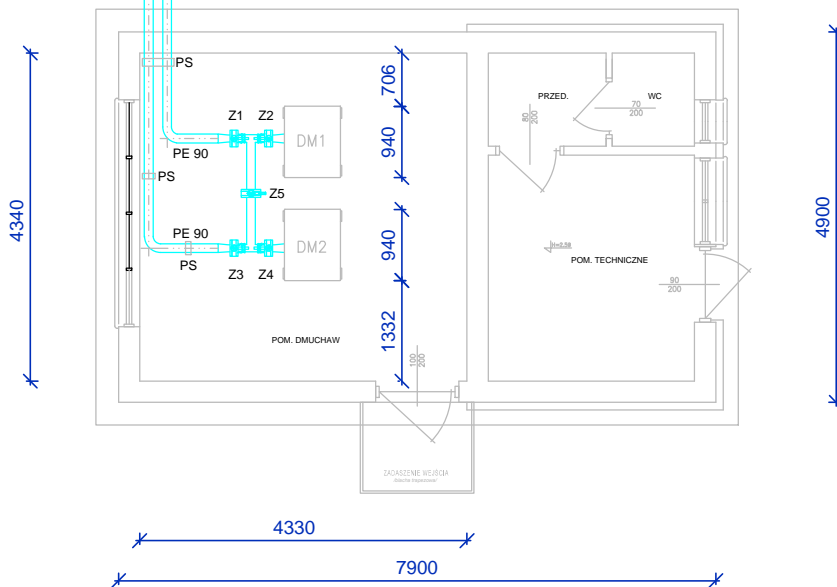 PS
Z1
Z2
DM1
PE 90
PS
Z5
PE 90
PS
Z3
Z4
DM2
POM. DMUCHAW
706
940
940
1332
4340
4900
PRZED.
WC
80
200
70
200
H=2.58
POM. TECHNICZNE
90
200
100
200
ZADASZENIE WEJŚCIA
4330
7900